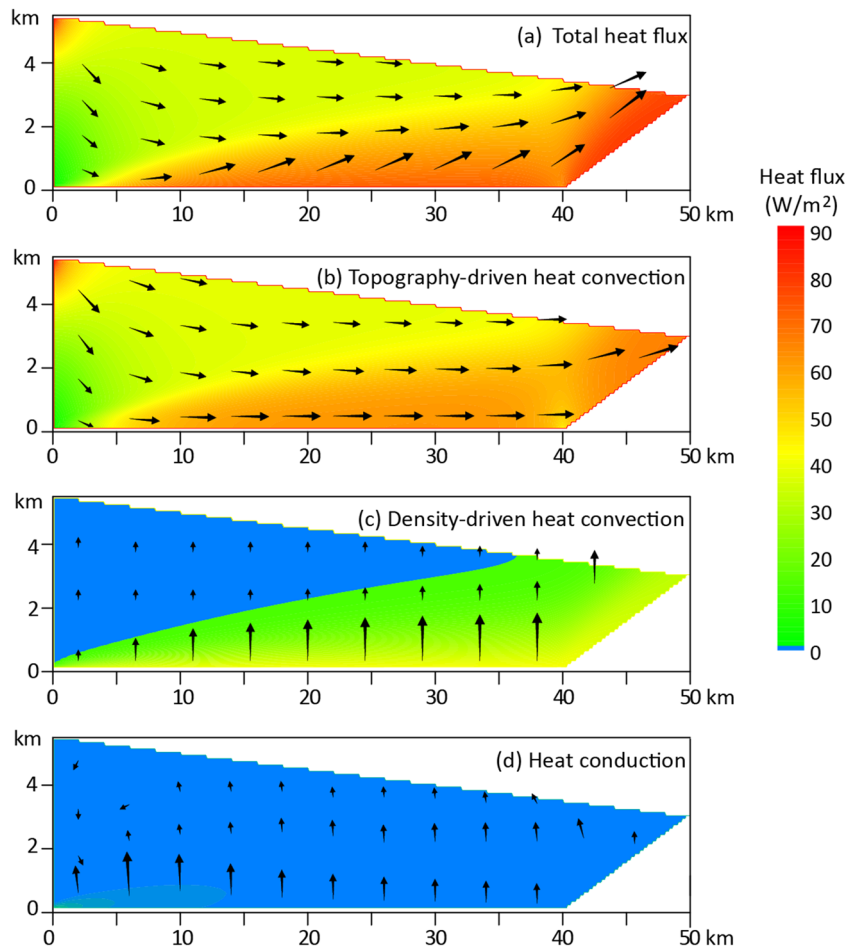 km
(a) Total heat flux
4
2
0
0 10 20 30 40 50 km
km
(b) Topography-driven heat convection
4
2
0
0 10 20 30 40 50 km
km
(c) Density-driven heat convection
4
2
0
0 10 20 30 40 50 km
km
(d) Heat conduction
4
2
0
0 10 20 30 40 50 km
Heat flux
(W/m²)
90
80
70
60
50
40
30
20
10
0